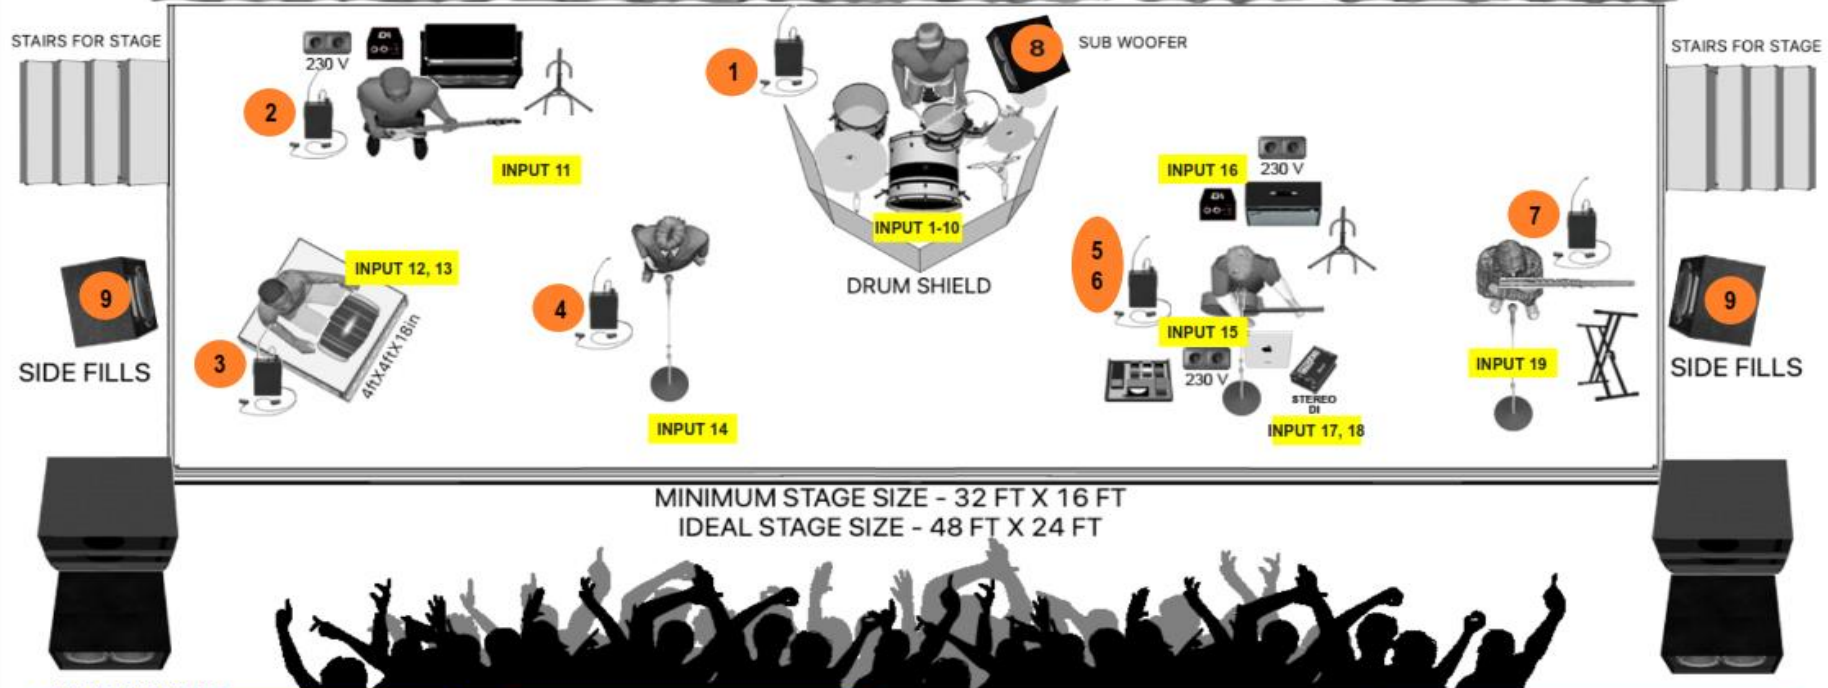 STAIRS FOR STAGE
230 V
DI
2
INPUT 11
1
8
SUB WOOFER
INPUT 1-10
DRUM SHIELD
INPUT 16
230 V
DI
STAIRS FOR STAGE
7
9
SIDE FILLS
INPUT 12, 13
3
4ftX4ftX18in
4
INPUT 14
5
6
INPUT 15
230 V
STEREO
DI
INPUT 17, 18
INPUT 19
9
SIDE FILLS
MINIMUM STAGE SIZE - 32 FT X 16 FT
IDEAL STAGE SIZE - 48 FT X 24 FT